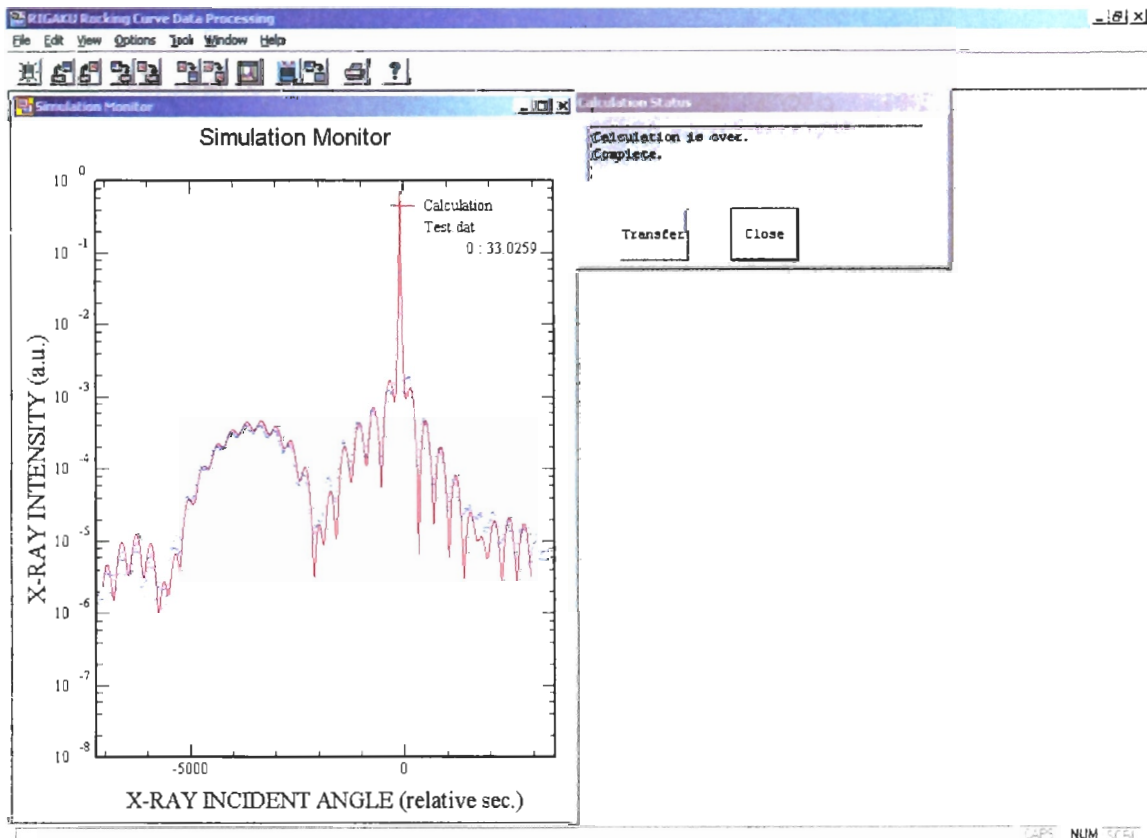 RIGAKU Rocking Curve Data Processing
File Edit View Options Tools Window Help
Simulation Monitor
Calculation Status
Simulation Monitor
Calculation is over.
Complete.
Transfer
Close
Calculation
Test dat
0 : 33.0259
10 0
10 -1
10 -2
10 -3
10 -4
10 -5
10 -6
10 -7
10 -8
X-RAY INTENSITY (a.u.)
-5000 0
X-RAY INCIDENT ANGLE (relative sec.)
CAPS NUM SCRL